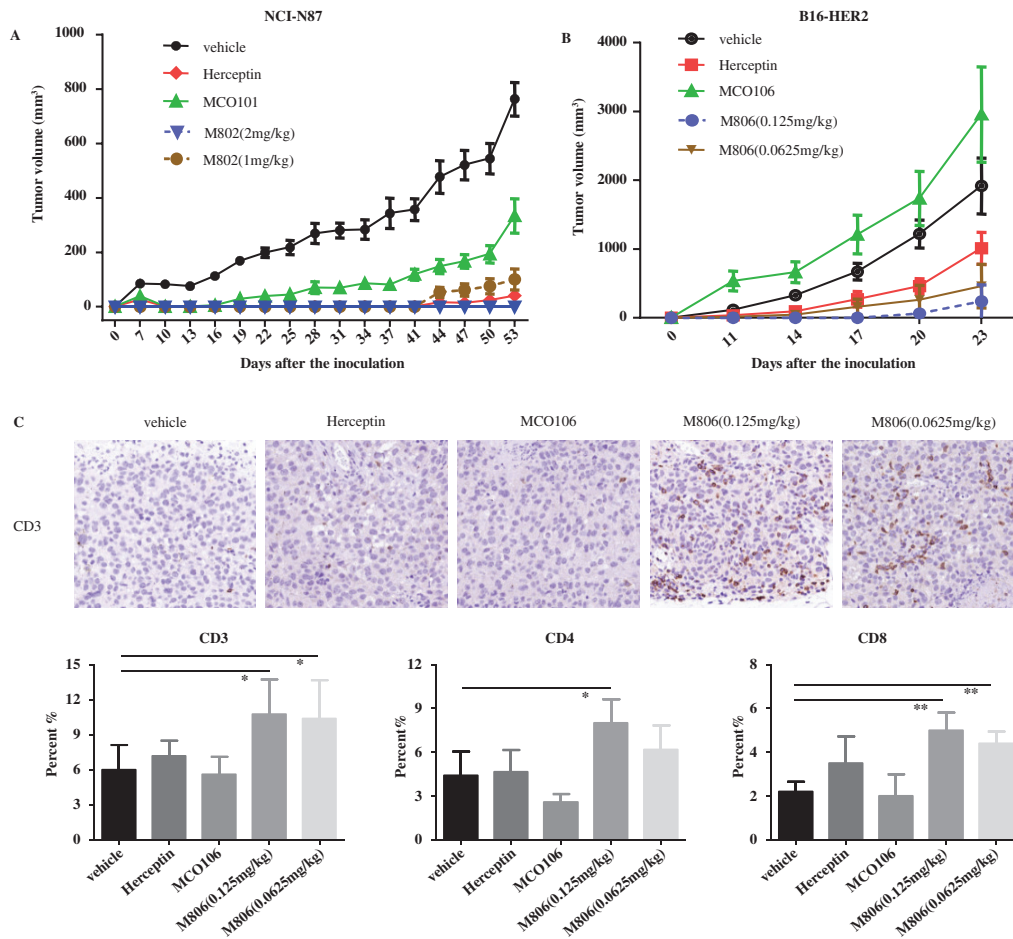 NCI-N87
A
1000
800
600
400
200
0
Tumor volume (mm³)
vehicle
Herceptin
MCO101
M802(2mg/kg)
M802(1mg/kg)
0 7 10 13 16 19 22 25 28 31 34 37 41 44 47 50 53
Days after the inoculation
B16-HER2
B
4000
3000
2000
1000
0
Tumor volume (mm³)
vehicle
Herceptin
MCO106
M806(0.125mg/kg)
M806(0.0625mg/kg)
0 11 14 17 20 23
Days after the inoculation
C
vehicle Herceptin MCO106 M806(0.125mg/kg) M806(0.0625mg/kg)
CD3
CD3
15
12
9
6
3
0
Percent%
*
*
vehicle
Herceptin
MCO106
M806(0.125mg/kg)
M806(0.0625mg/kg)
CD4
12
9
6
3
0
Percent%
*
vehicle
Herceptin
MCO106
M806(0.125mg/kg)
M806(0.0625mg/kg)
CD8
8
6
4
2
0
Percent%
**
**
vehicle
Herceptin
MCO106
M806(0.125mg/kg)
M806(0.0625mg/kg)